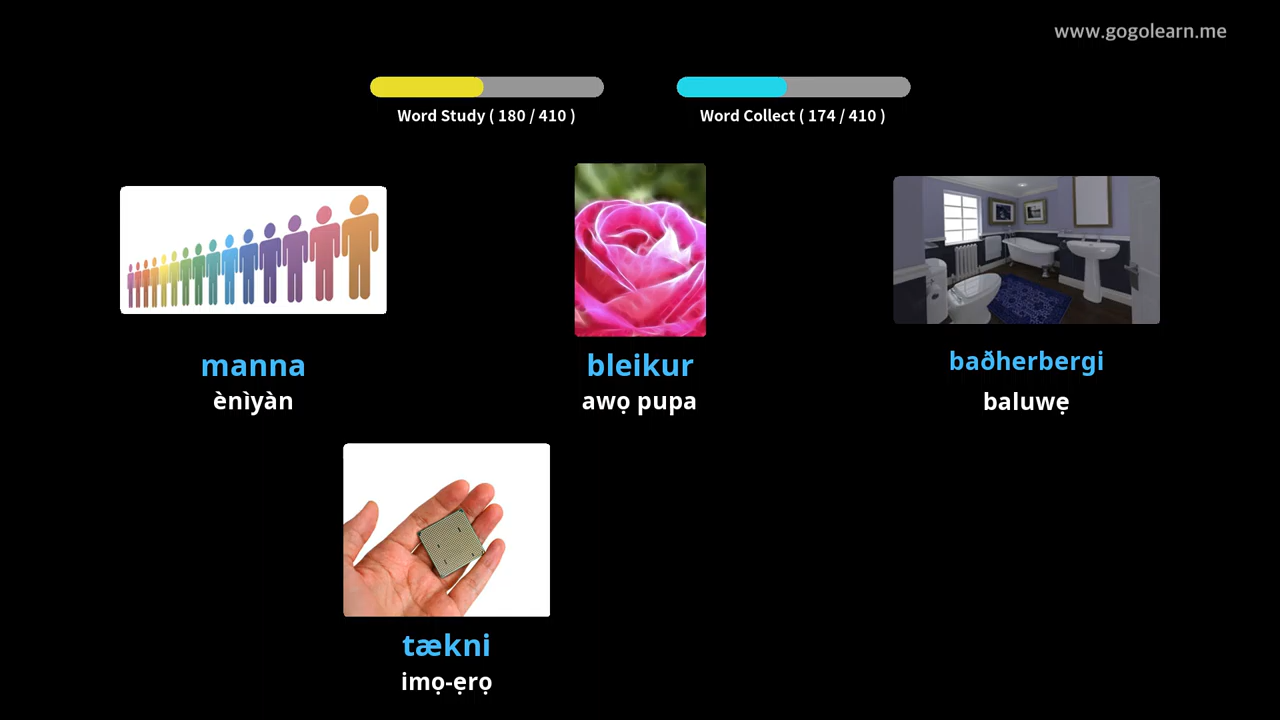 www.gogolearn.me
Word Study ( 180 / 410 )
Word Collect ( 174 / 410 )
manna
ènìyàn
bleikur
awọ pupa
baðherbergi
baluwẹ
tækni
imọ-ẹrọ